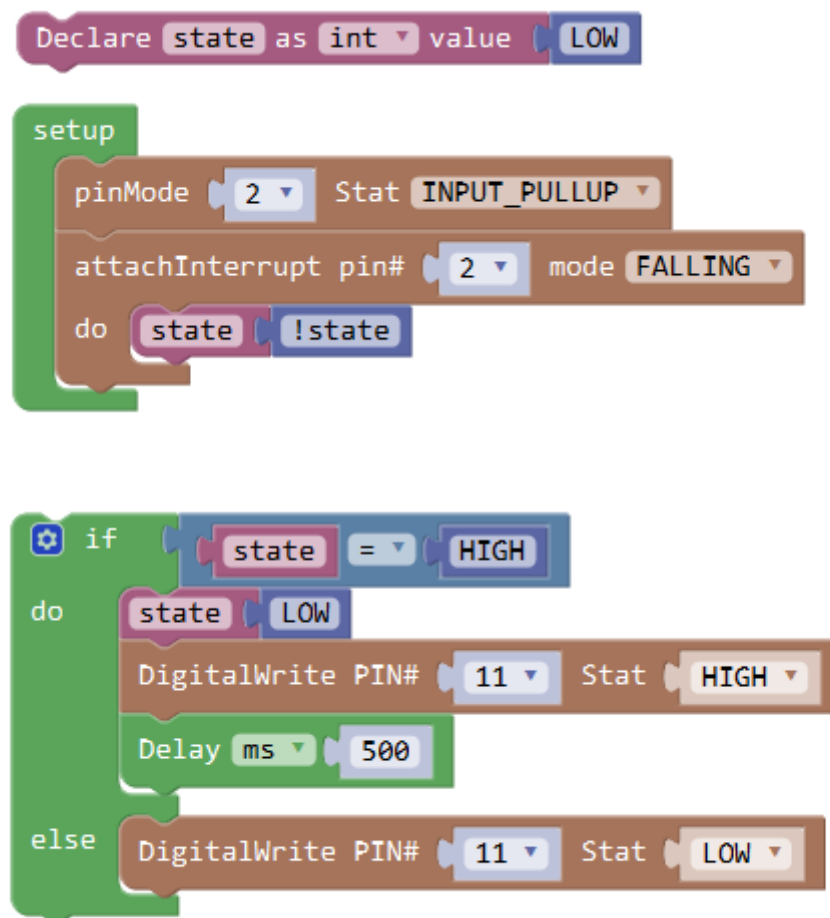 Declare state as int value LOW
setup
pinMode 2 Stat INPUT_PULLUP
attachInterrupt pin# 2 mode FALLING
do state !state
if state = HIGH
do state LOW
DigitalWrite PIN# 11 Stat HIGH
Delay ms 500
else DigitalWrite PIN# 11 Stat LOW